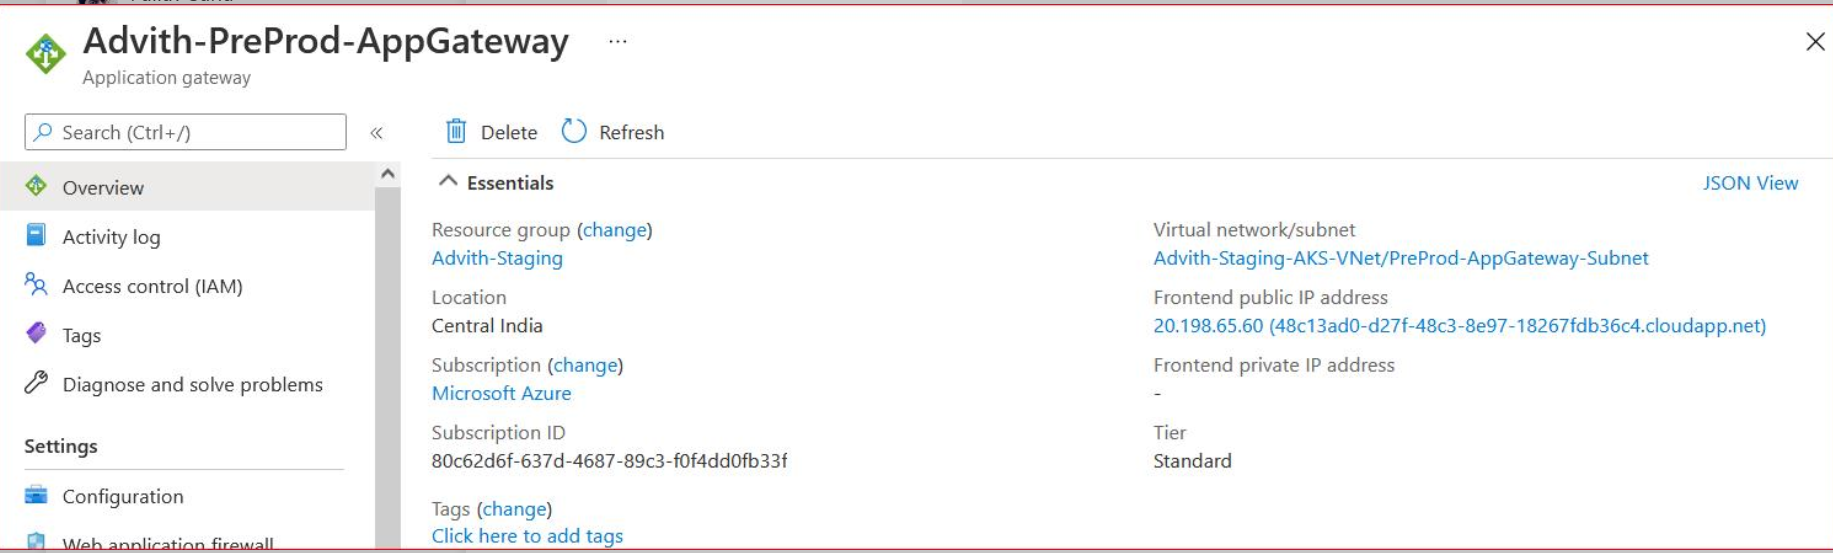 Advith-PreProd-AppGateway ...
Application gateway
Search (Ctrl+/)
«
Delete
Refresh
Overview
Activity log
Access control (IAM)
Tags
Diagnose and solve problems
Settings
Configuration
Web application firewall
Essentials
JSON View
Resource group (change)
Advith-Staging
Location
Central India
Subscription (change)
Microsoft Azure
Subscription ID
80c62d6f-637d-4687-89c3-f0f4dd0fb33f
Tags (change)
Click here to add tags
Virtual network/subnet
Advith-Staging-AKS-VNet/PreProd-AppGateway-Subnet
Frontend public IP address
20.198.65.60 (48c13ad0-d27f-48c3-8e97-18267fdb36c4.cloudapp.net)
Frontend private IP address
-
Tier
Standard